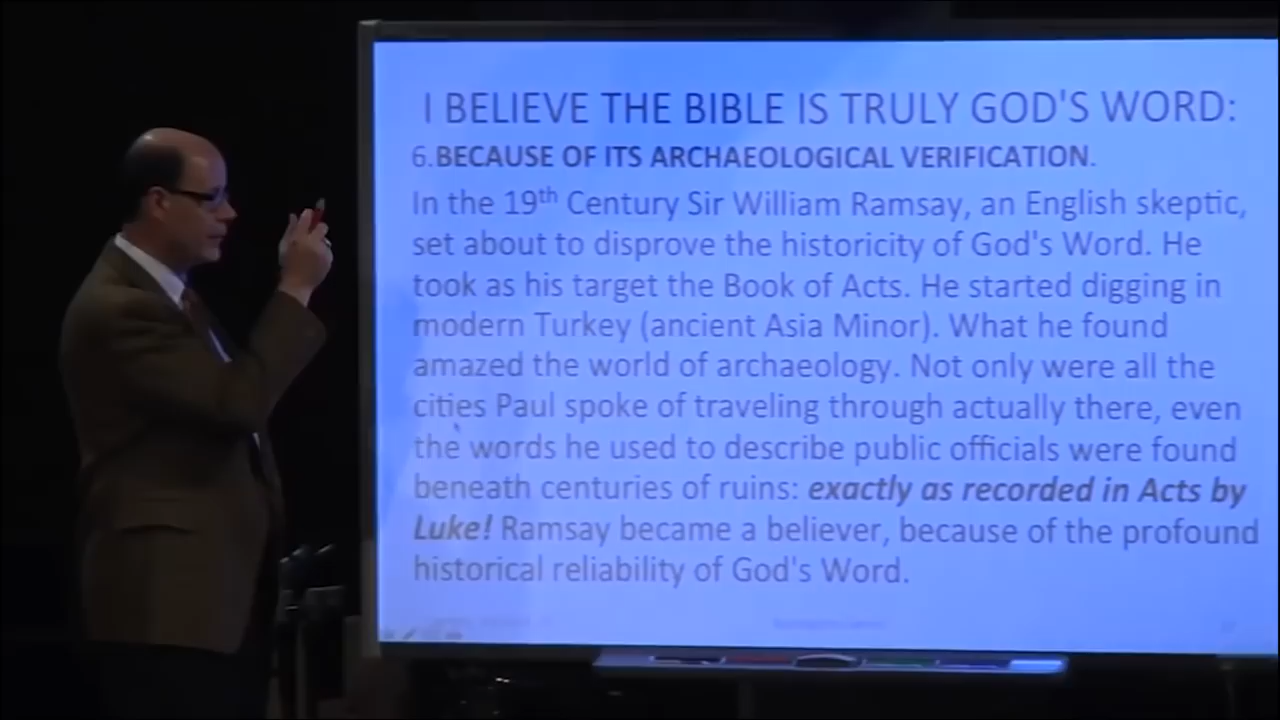 I BELIEVE THE BIBLE IS TRULY GOD'S WORD:
6.BECAUSE OF ITS ARCHAEOLOGICAL VERIFICATION.
In the 19th Century Sir William Ramsay, an English skeptic,
set about to disprove the historicity of God's Word. He
took as his target the Book of Acts. He started digging in
modern Turkey (ancient Asia Minor). What he found
amazed the world of archaeology. Not only were all the
cities Paul spoke of traveling through actually there, even
the words he used to describe public officials were found
beneath centuries of ruins: exactly as recorded in Acts by
Luke! Ramsay became a believer, because of the profound
historical reliability of God's Word.